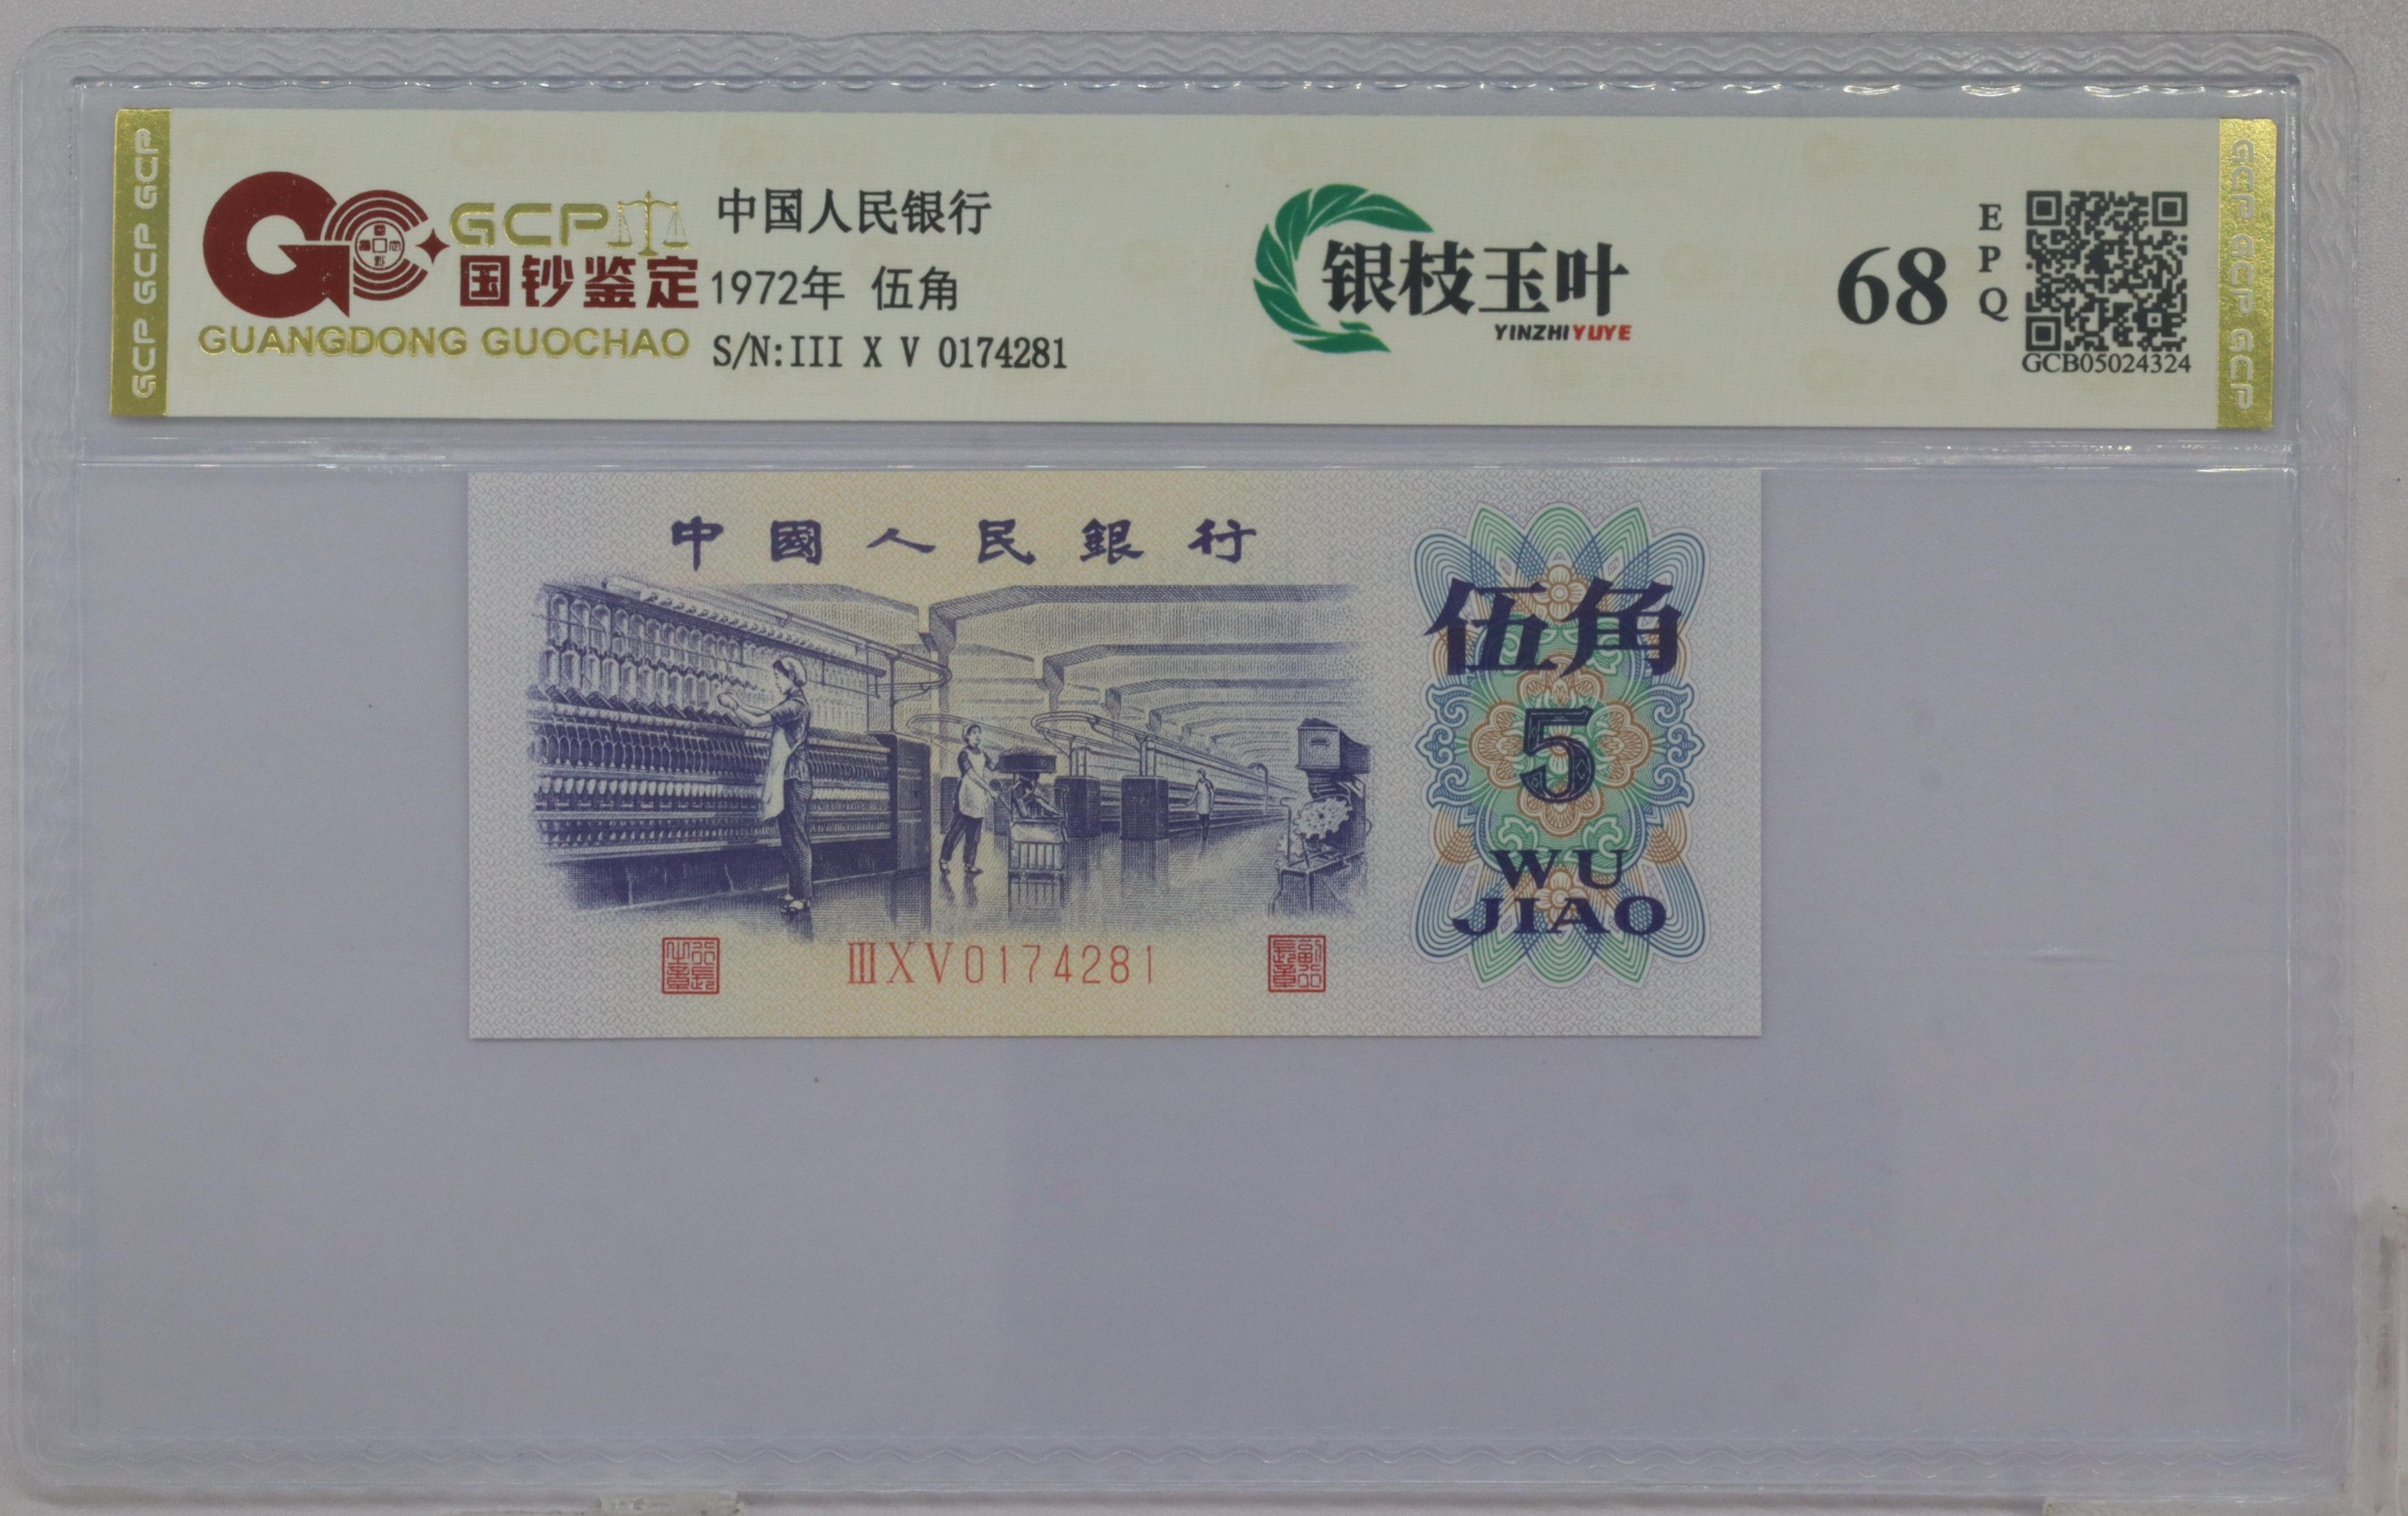 GCP GCP GCP
GCP
国钞鉴定
GUANGDONG GUOCHAO
中国人民银行
1972年 伍角
S/N:III X V 0174281
银枝玉叶
YINZHIYUYE
68
EPQ
GCB05024324
GCP GCP GCP
中國人民銀行
伍角
5
WU
JIAO
ⅢXV0174281